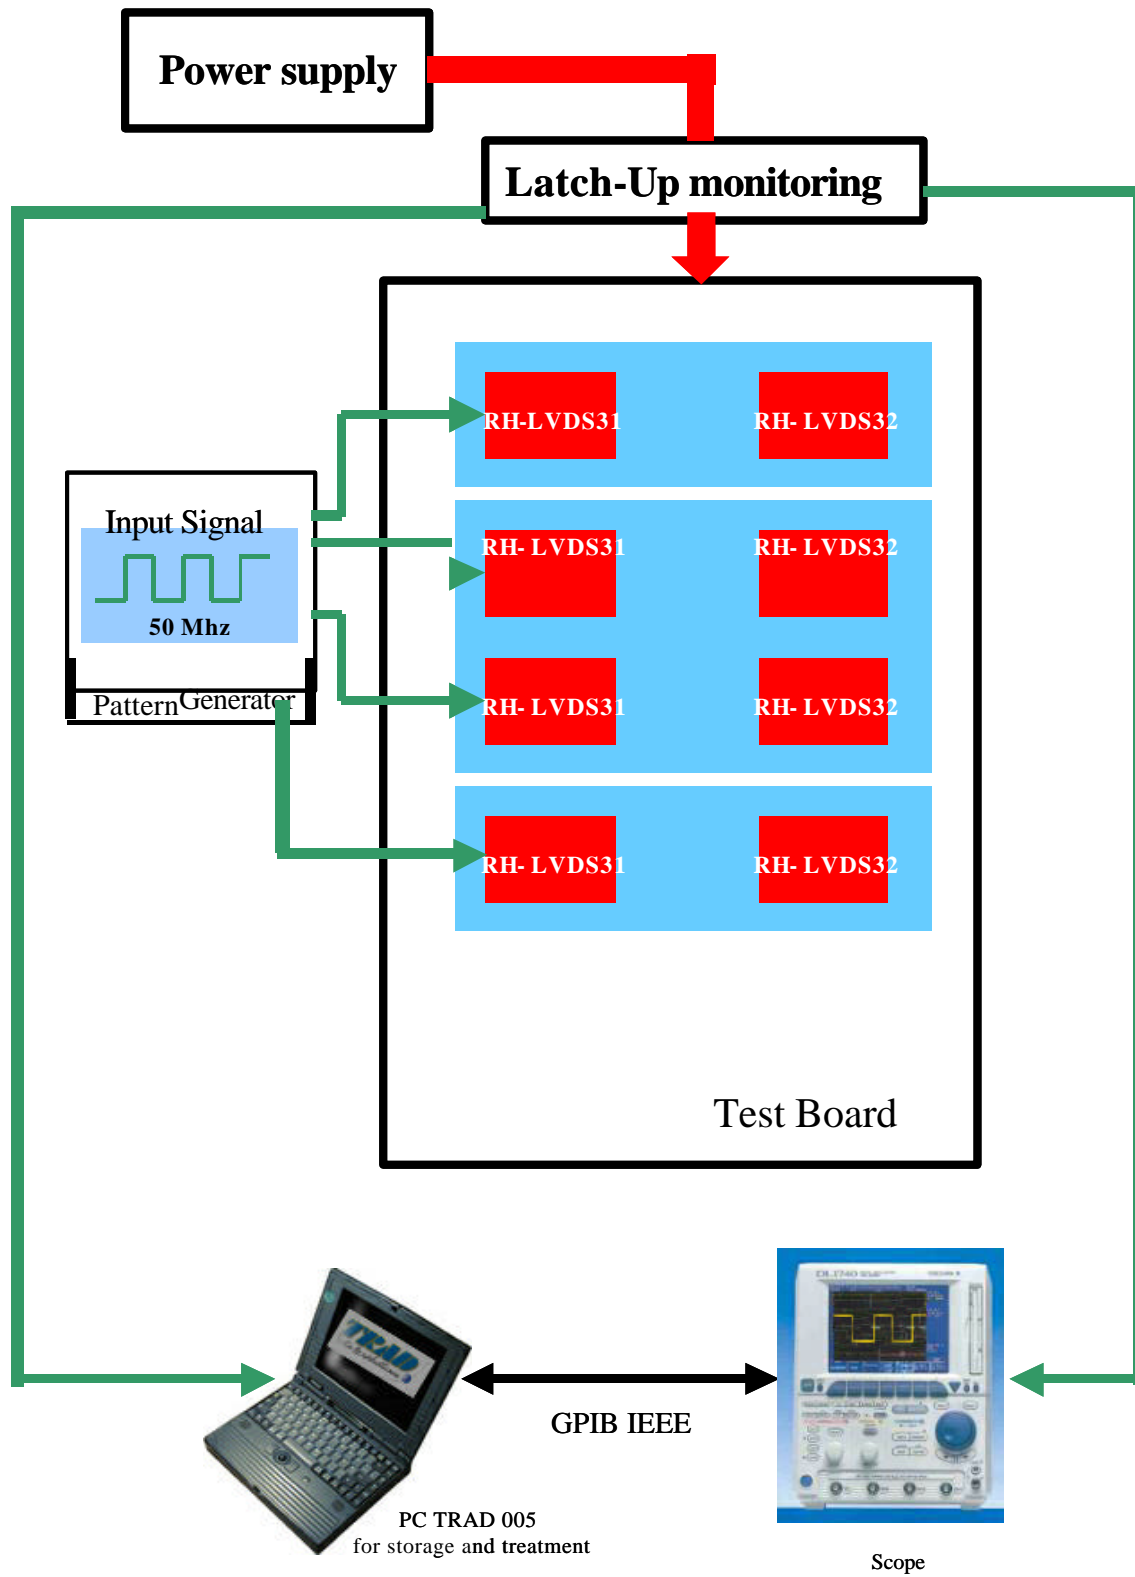 Power supply
Latch-Up monitoring
RH-LVDS31
RH- LVDS32
Input Signal
50 Mhz
Pattern Generator
RH- LVDS31
RH- LVDS32
RH- LVDS31
RH- LVDS32
RH- LVDS31
RH- LVDS32
Test Board
TRAD
DL1740
GPIB IEEE
PC TRAD 005
for storage and treatment
Scope